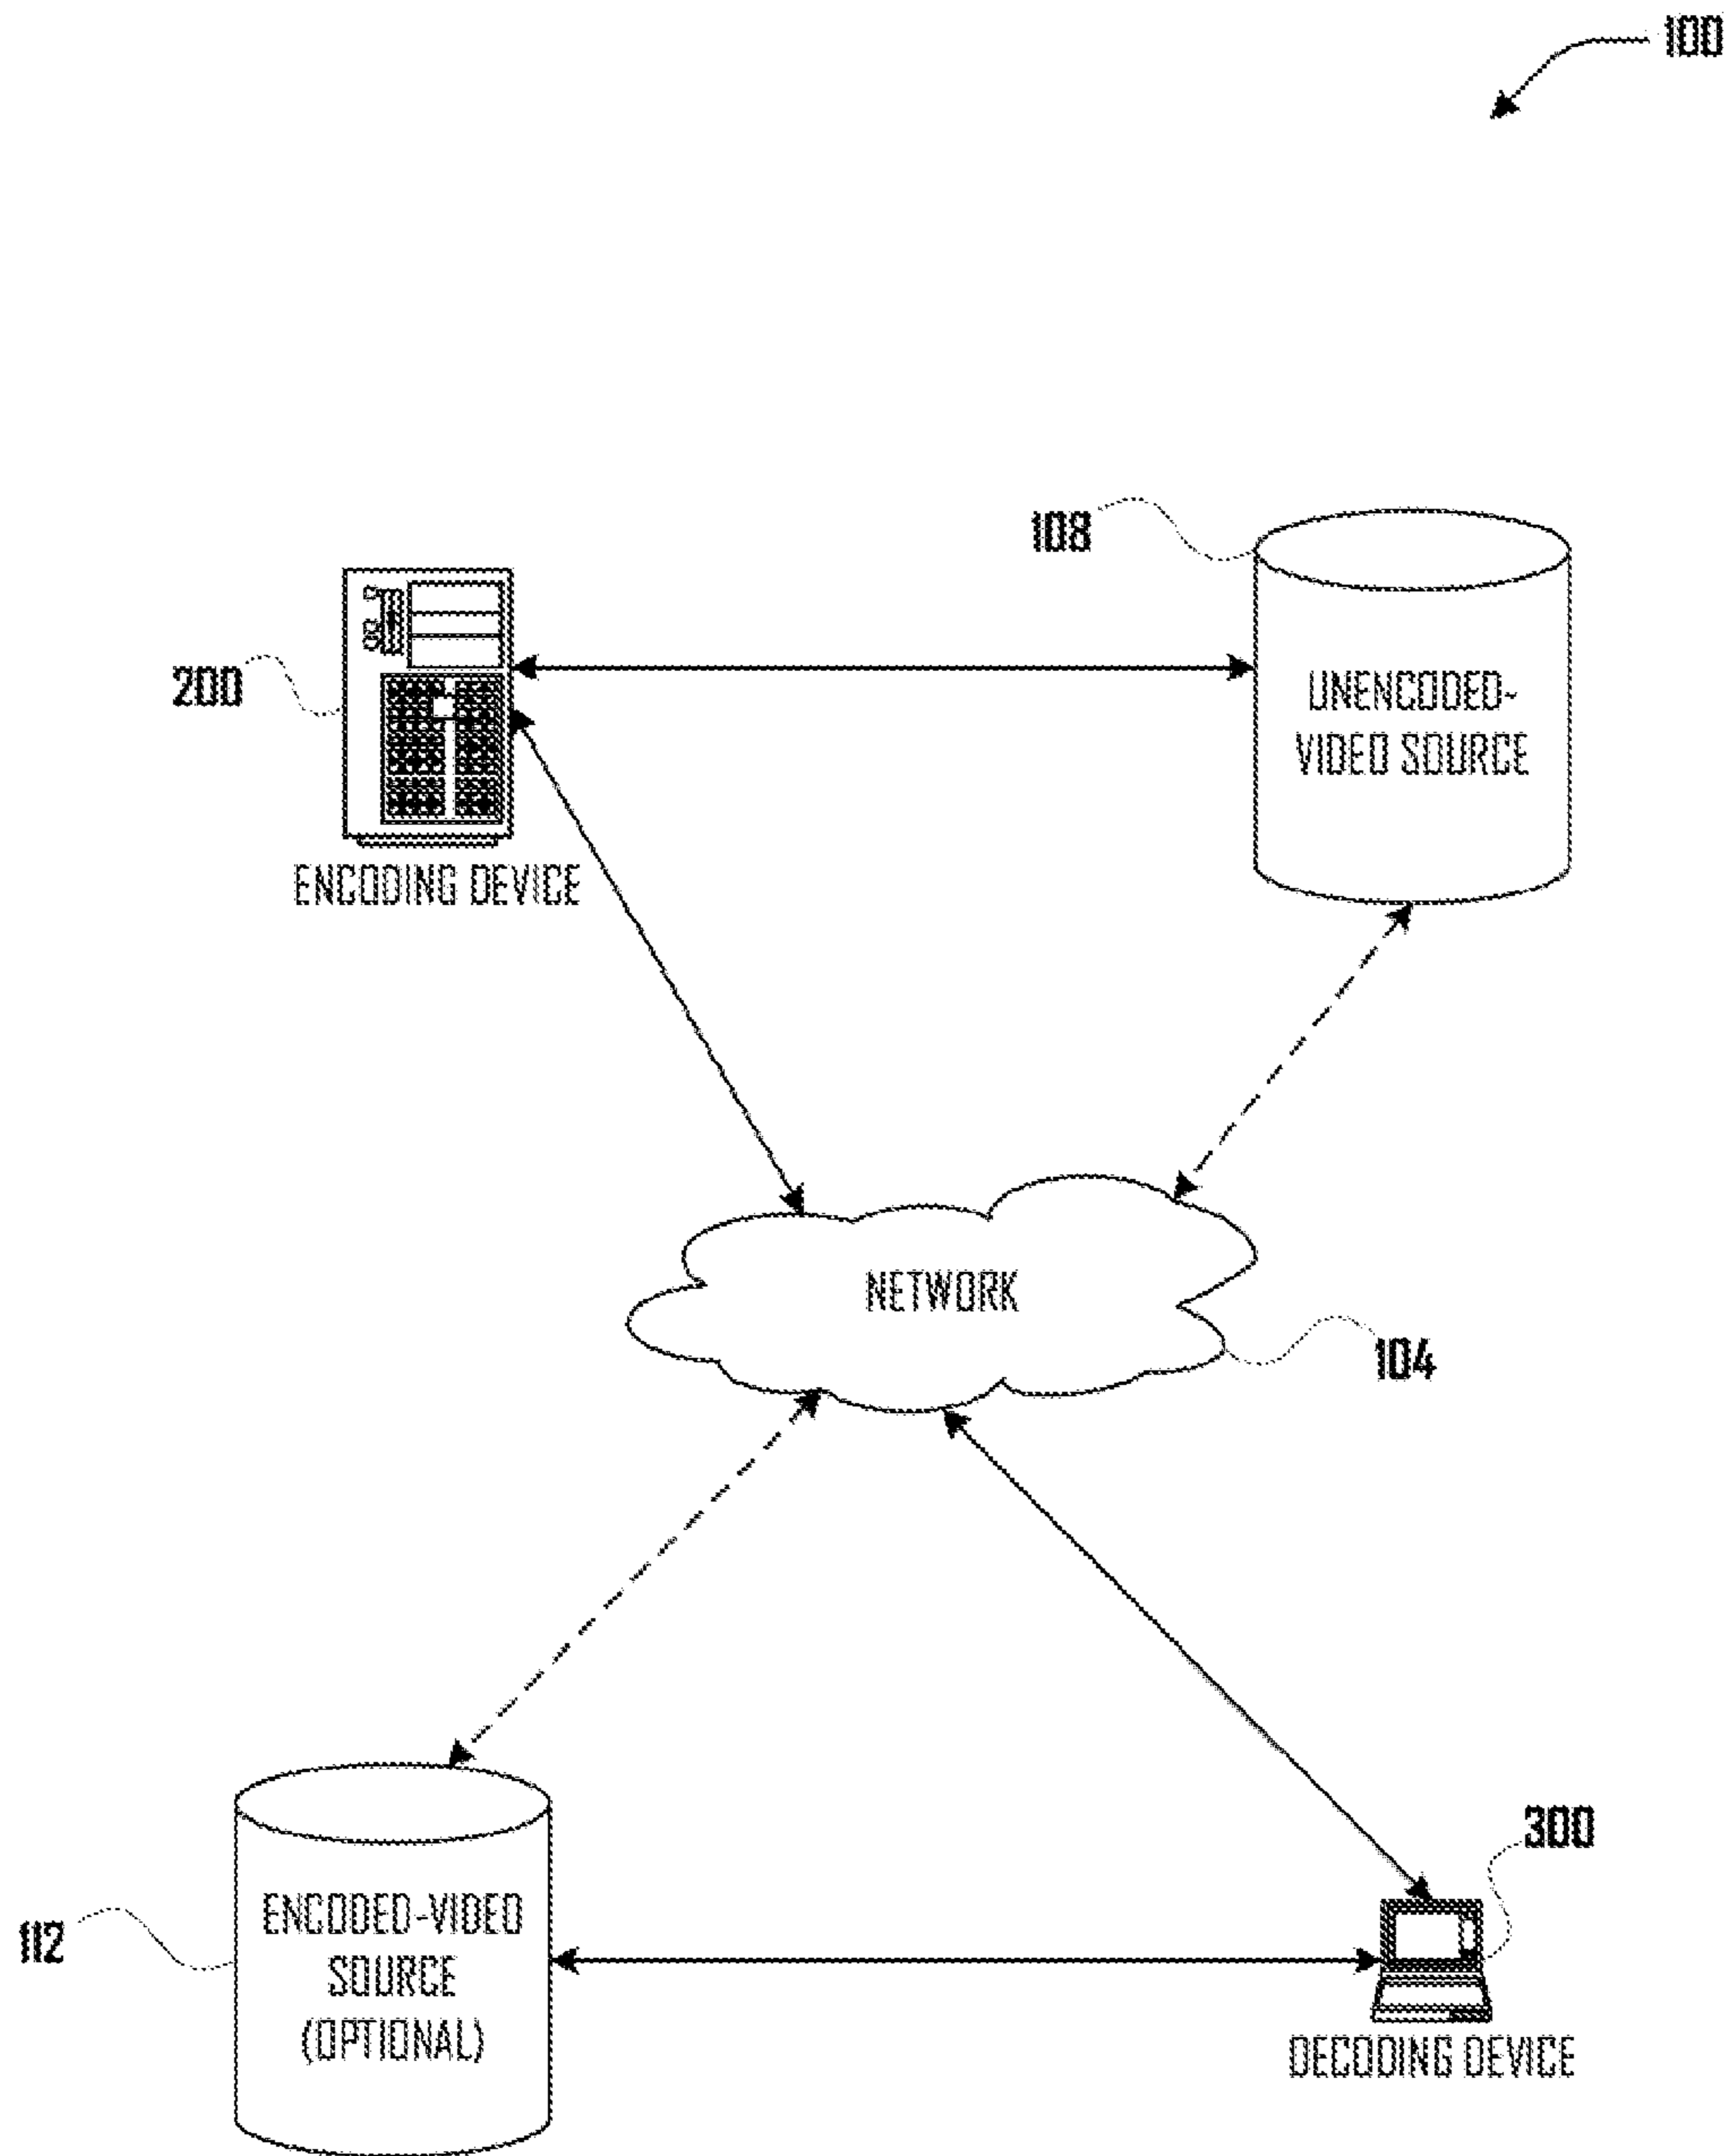 100
108
200
UNENCODED-
VIDEO SOURCE
ENCODING DEVICE
NETWORK
104
300
112
ENCODED-VIDEO
SOURCE
(OPTIONAL)
DECODING DEVICE